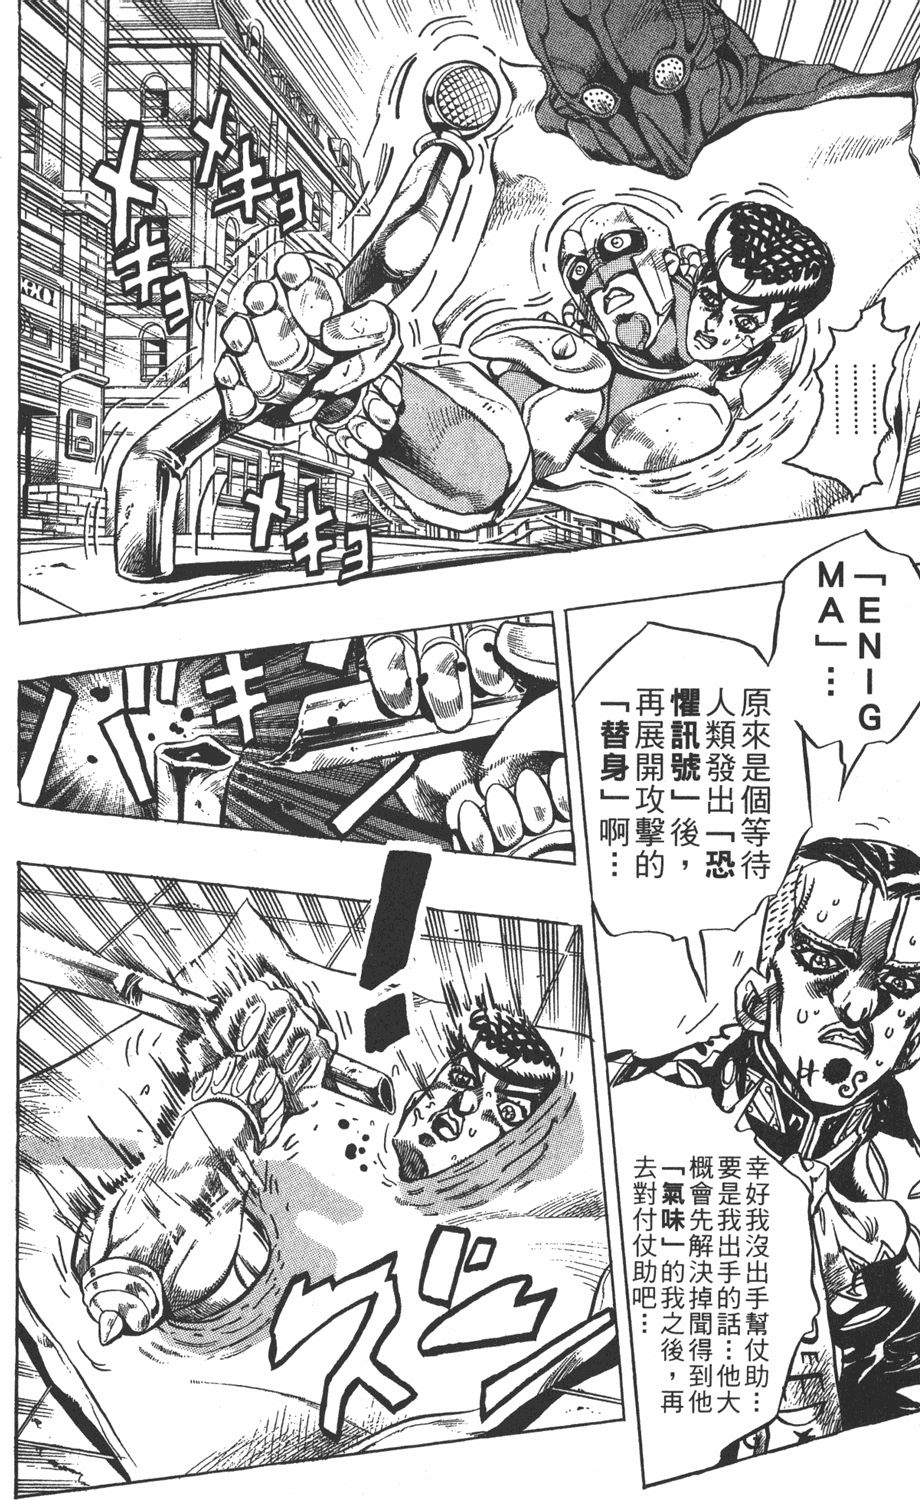 メキョ
メキョ
メキョ
………
………
「ENIG
MA」…
原來是個等待
人類發出「恐
懼訊號」後，
再展開攻擊的
「替身」啊…
バキ
！
幸好我沒出手幫仗助…
要是我出手的話…他大
概會先解決掉聞得到他
「氣味」的我之後，再
去對付仗助吧…
ズン